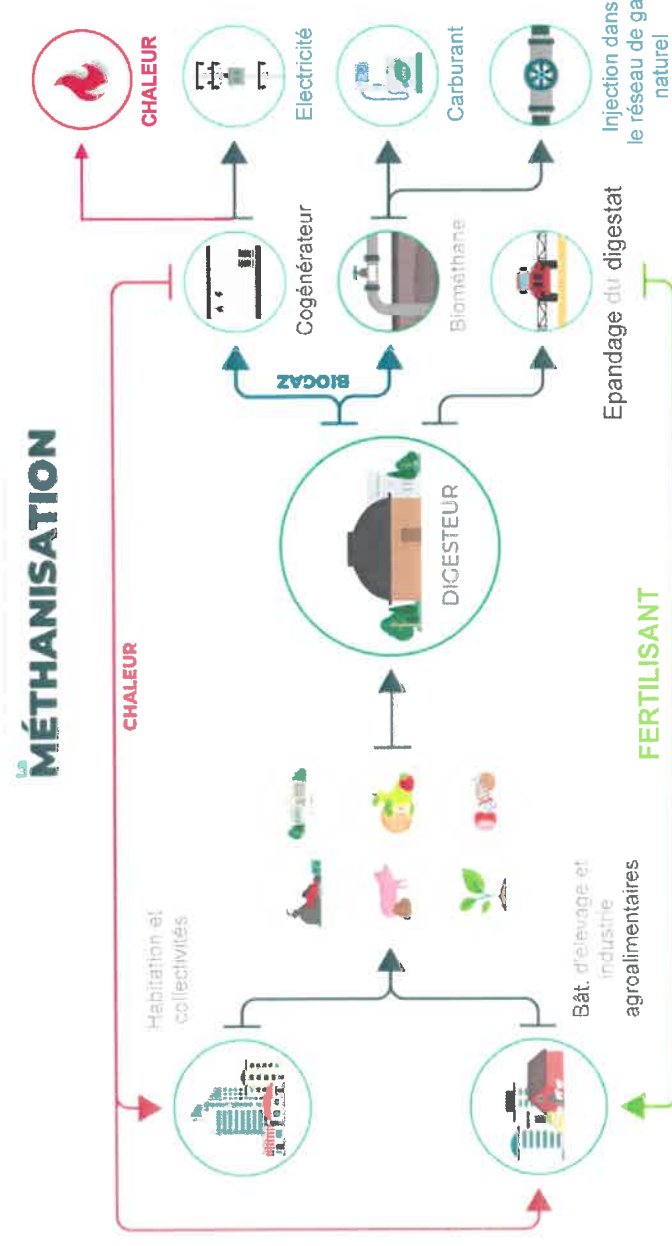 LA
MÉTHANISATION
CHALEUR
Habitation et
collectivités
Bât. d'élevage et
industrie
agroalimentaires
DIGESTEUR
BIOGAZ
Cogénérateur
Biométhane
Epandage du digestat
CHALEUR
Electricité
Carburant
Injection dans
le réseau de ga
naturel
FERTILISANT